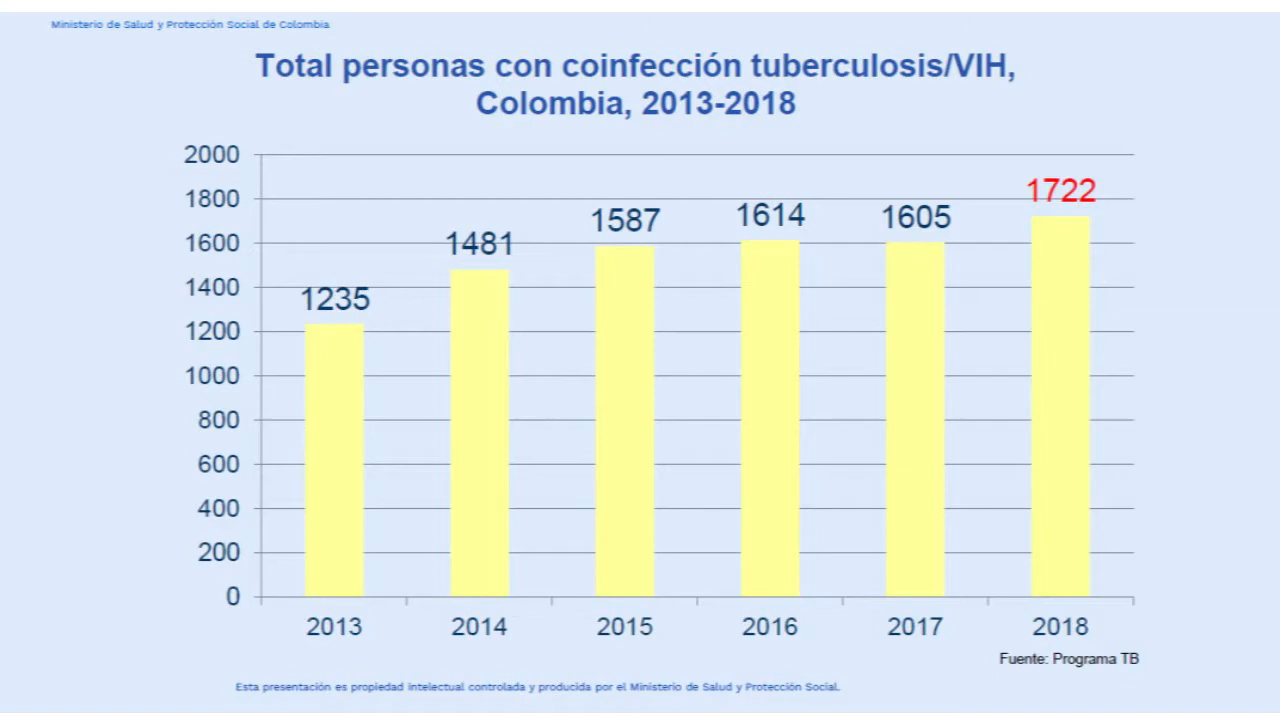 Ministerio de Salud y Protección Social de Colombia
Total personas con coinfección tuberculosis/VIH,
Colombia, 2013-2018
2000
1800
1600
1400
1200
1000
800
600
400
200
0
1235
1481
1587
1614
1605
1722
2013 2014 2015 2016 2017 2018
Fuente: Programa TB
Esta presentación es propiedad intelectual controlada y producida por el Ministerio de Salud y Protección Social.